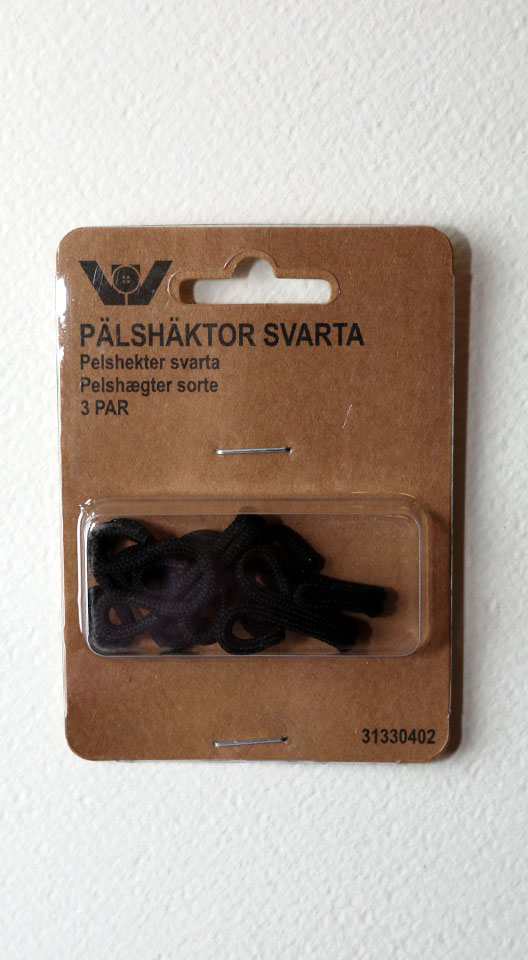 PÄLSHÄKTOR SVARTA
Pelshekter svarta
Pelshægter sorte
3 PAR
31330402